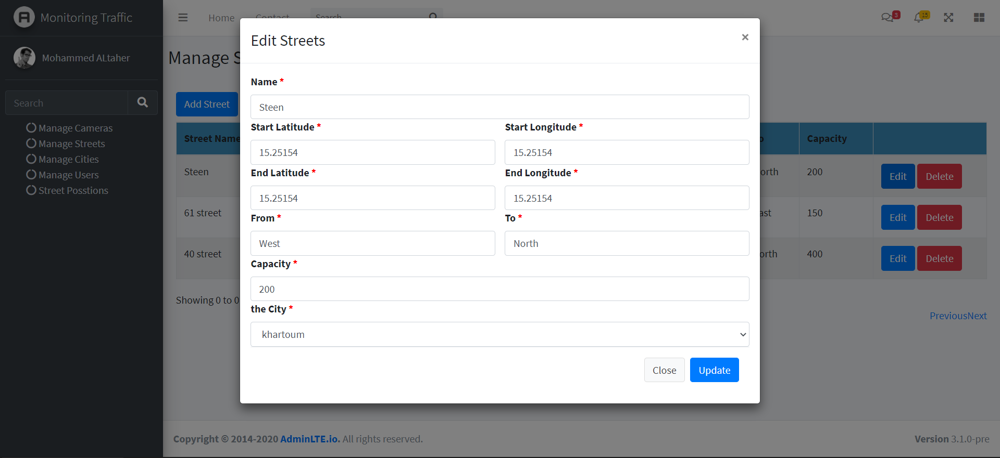 Monitoring Traffic
Home Contact Search
3 15
Mohammed ALtaher
Search
Manage Cameras
Manage Streets
Manage Cities
Manage Users
Street Posstions
Manage S
Add Street
Street Name Capacity
Steen orth 200 Edit Delete
61 street ast 150 Edit Delete
40 street orth 400 Edit Delete
Showing 0 to 0
PreviousNext
Edit Streets ×
Name *
Steen
Start Latitude * Start Longitude *
15.25154 15.25154
End Latitude * End Longitude *
15.25154 15.25154
From * To *
West North
Capacity *
200
the City *
khartoum
Close Update
Copyright © 2014-2020 AdminLTE.io. All rights reserved.
Version 3.1.0-pre